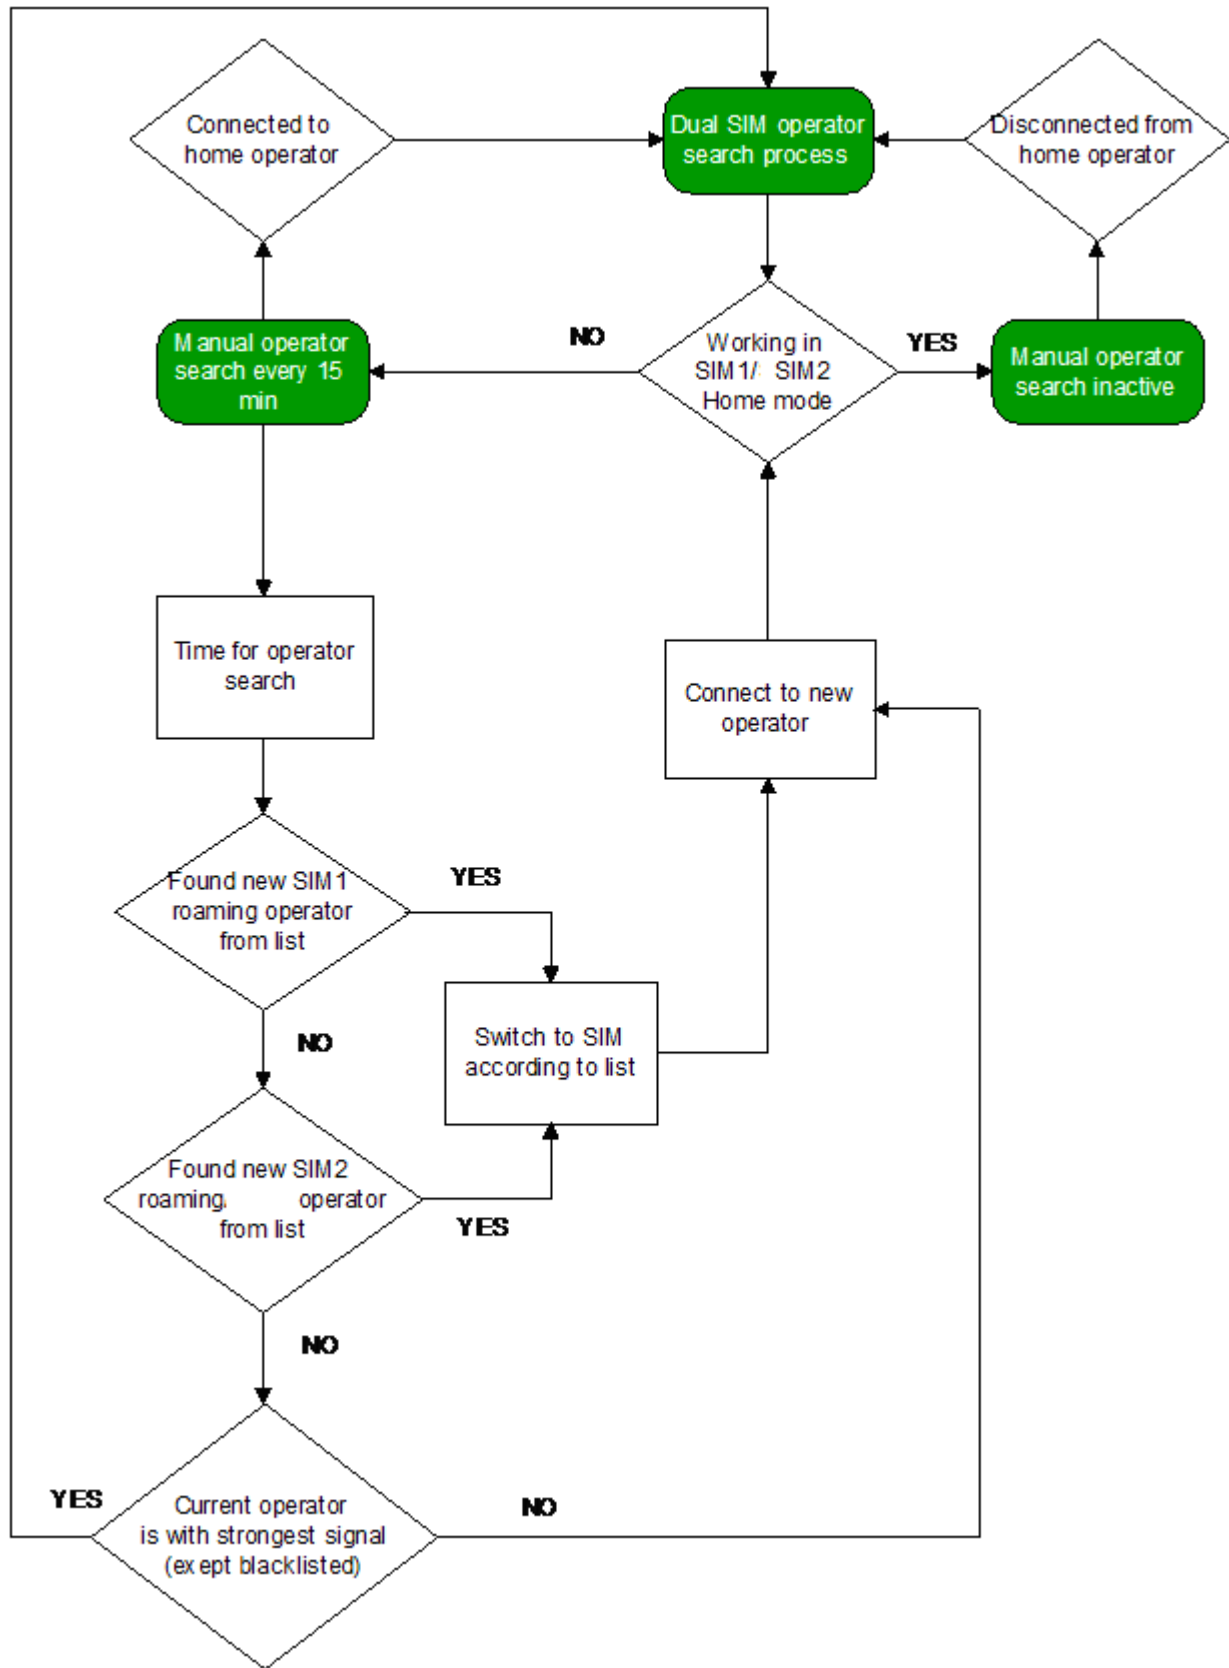 Connected to
home operator
Dual SIM operator
search process
Disconnected from
home operator
Manual operator
search every 15
min
NO
Working in
SIM1/ SIM2
Home mode
YES
Manual operator
search inactive
Time for operator
search
Connect to new
operator
Found new SIM1
roaming operator
from list
YES
NO
Switch to SIM
according to list
Found new SIM2
roaming operator
from list
YES
NO
YES
Current operator
is with strongest signal
(exept blacklisted)
NO